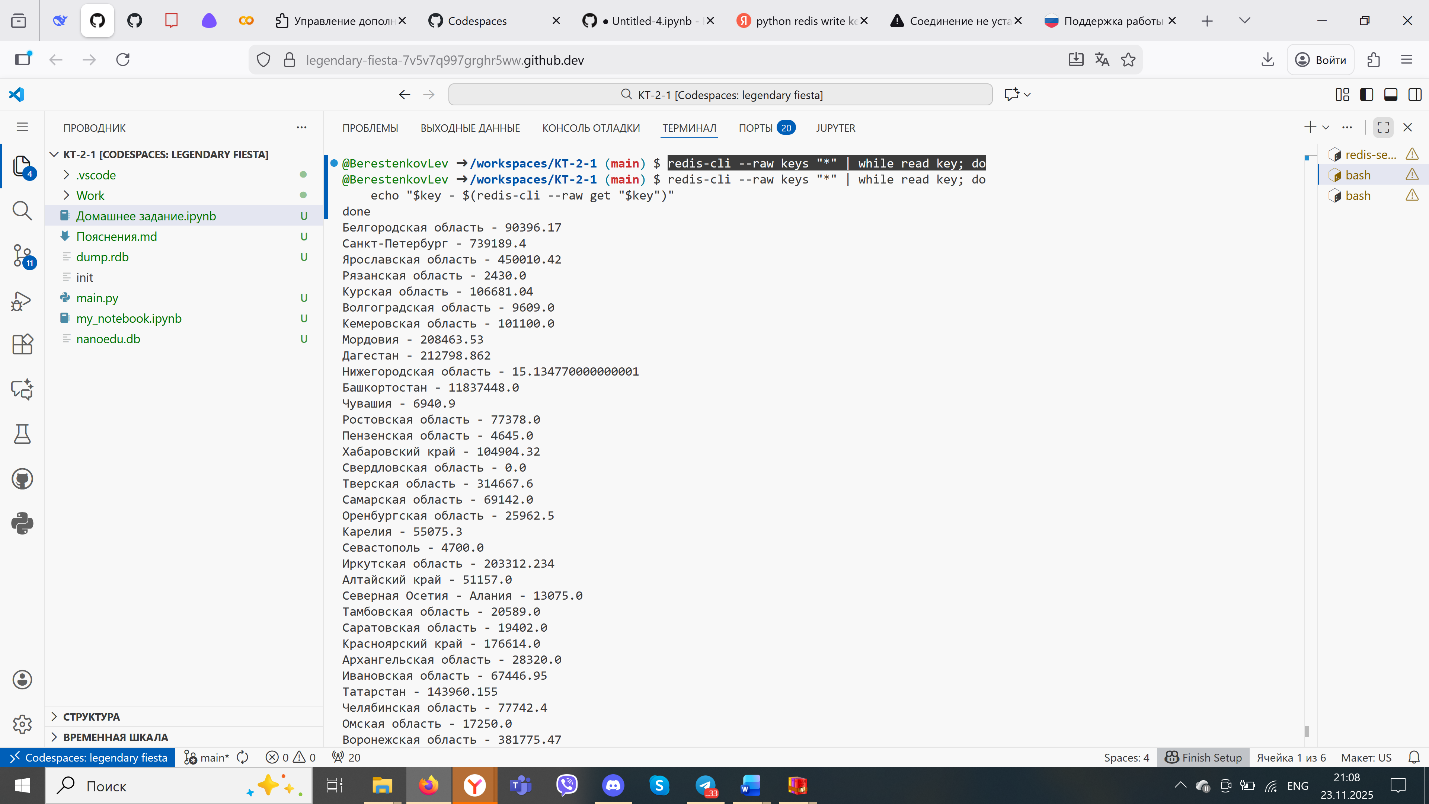 Управление допол
Codespaces
• Untitled-4.ipynb -
python redis write ke
Соединение не уста
Поддержка работы
legendary-fiesta-7v5v7q997grghr5ww.github.dev
Войти
KT-2-1 [Codespaces: legendary fiesta]
ПРОВОДНИК
ПРОБЛЕМЫ
ВЫХОДНЫЕ ДАННЫЕ
КОНСОЛЬ ОТЛАДКИ
ТЕРМИНАЛ
ПОРТЫ 20
JUPYTER
KT-2-1 [CODESPACES: LEGENDARY FIESTA]
.vscode
Work
Домашнее задание.ipynb U
Пояснения.md U
dump.rdb U
init
main.py U
my_notebook.ipynb U
nanoedu.db U
4
11
@BerestenkovLev ➜/workspaces/KT-2-1 (main) $ redis-cli --raw keys "*" | while read key; do
@BerestenkovLev ➜/workspaces/KT-2-1 (main) $ redis-cli --raw keys "*" | while read key; do
echo "$key - $(redis-cli --raw get "$key")"
done
Белгородская область - 90396.17
Санкт-Петербург - 739189.4
Ярославская область - 450010.42
Рязанская область - 2430.0
Курская область - 106681.04
Волгоградская область - 9609.0
Кемеровская область - 101100.0
Мордовия - 208463.53
Дагестан - 212798.862
Нижегородская область - 15.134770000000001
Башкортостан - 11837448.0
Чувашия - 6940.9
Ростовская область - 77378.0
Пензенская область - 4645.0
Хабаровский край - 104904.32
Свердловская область - 0.0
Тверская область - 314667.6
Самарская область - 69142.0
Оренбургская область - 25962.5
Карелия - 55075.3
Севастополь - 4700.0
Иркутская область - 203312.234
Алтайский край - 51157.0
Северная Осетия - Алания - 13075.0
Тамбовская область - 20589.0
Саратовская область - 19402.0
Красноярский край - 176614.0
Архангельская область - 28320.0
Ивановская область - 67446.95
Татарстан - 143960.155
Челябинская область - 77742.4
Омская область - 17250.0
Воронежская область - 381775.47
redis-se...
bash
bash
СТРУКТУРА
ВРЕМЕННАЯ ШКАЛА
Codespaces: legendary fiesta
main*
0
0
20
Spaces: 4
Finish Setup
Ячейка 1 из 6
Макет: US
Поиск
33
ENG
21:08
23.11.2025